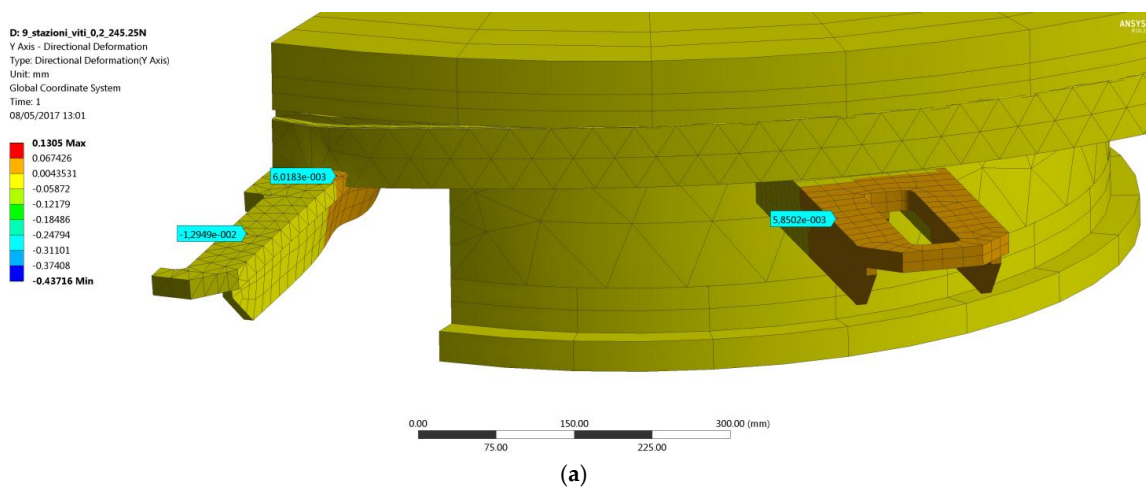 D: 9_stazioni_viti_0,2_245.25N
Y Axis - Directional Deformation
Type: Directional Deformation(Y Axis)
Unit: mm
Global Coordinate System
Time: 1
08/05/2017 13:01
ANSYS
0.1305 Max
0.067426
0.0043531
-0.05872
-0.12179
-0.18486
-0.24794
-0.31101
-0.37408
-0.43716 Min
6,0183e-003
-1,2949e-002
5,8502e-003
0.00 150.00 300.00 (mm)
75.00 225.00
(a)